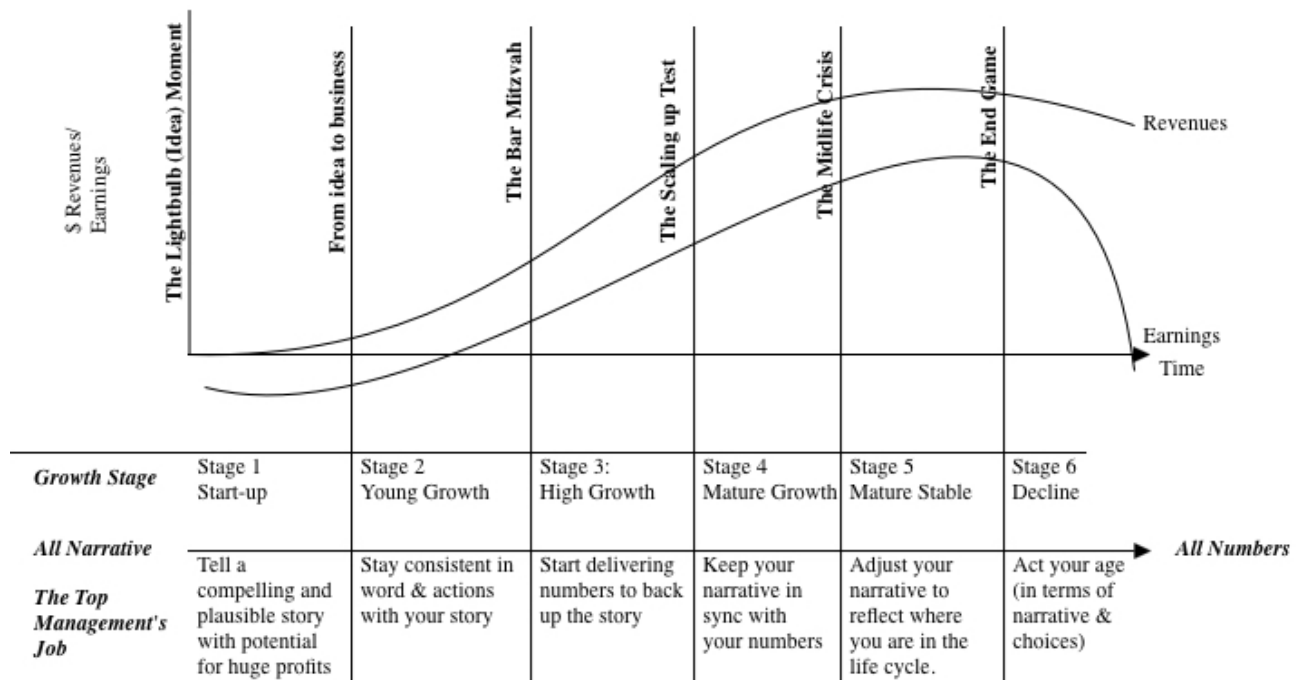 $ Revenues/
Earnings
The Lightbulb (Idea) Moment
From idea to business
The Bar Mitzvah
The Scaling up Test
The Midlife Crisis
The End Game
Revenues
Earnings
Time
Growth Stage
Stage 1
Start-up
Stage 2
Young Growth
Stage 3:
High Growth
Stage 4
Mature Growth
Stage 5
Mature Stable
Stage 6
Decline
All Narrative
All Numbers
The Top
Management's
Job
Tell a
compelling and
plausible story
with potential
for huge profits
Stay consistent in
word & actions
with your story
Start delivering
numbers to back
up the story
Keep your
narrative in
sync with
your numbers
Adjust your
narrative to
reflect where
you are in the
life cycle.
Act your age
(in terms of
narrative &
choices)